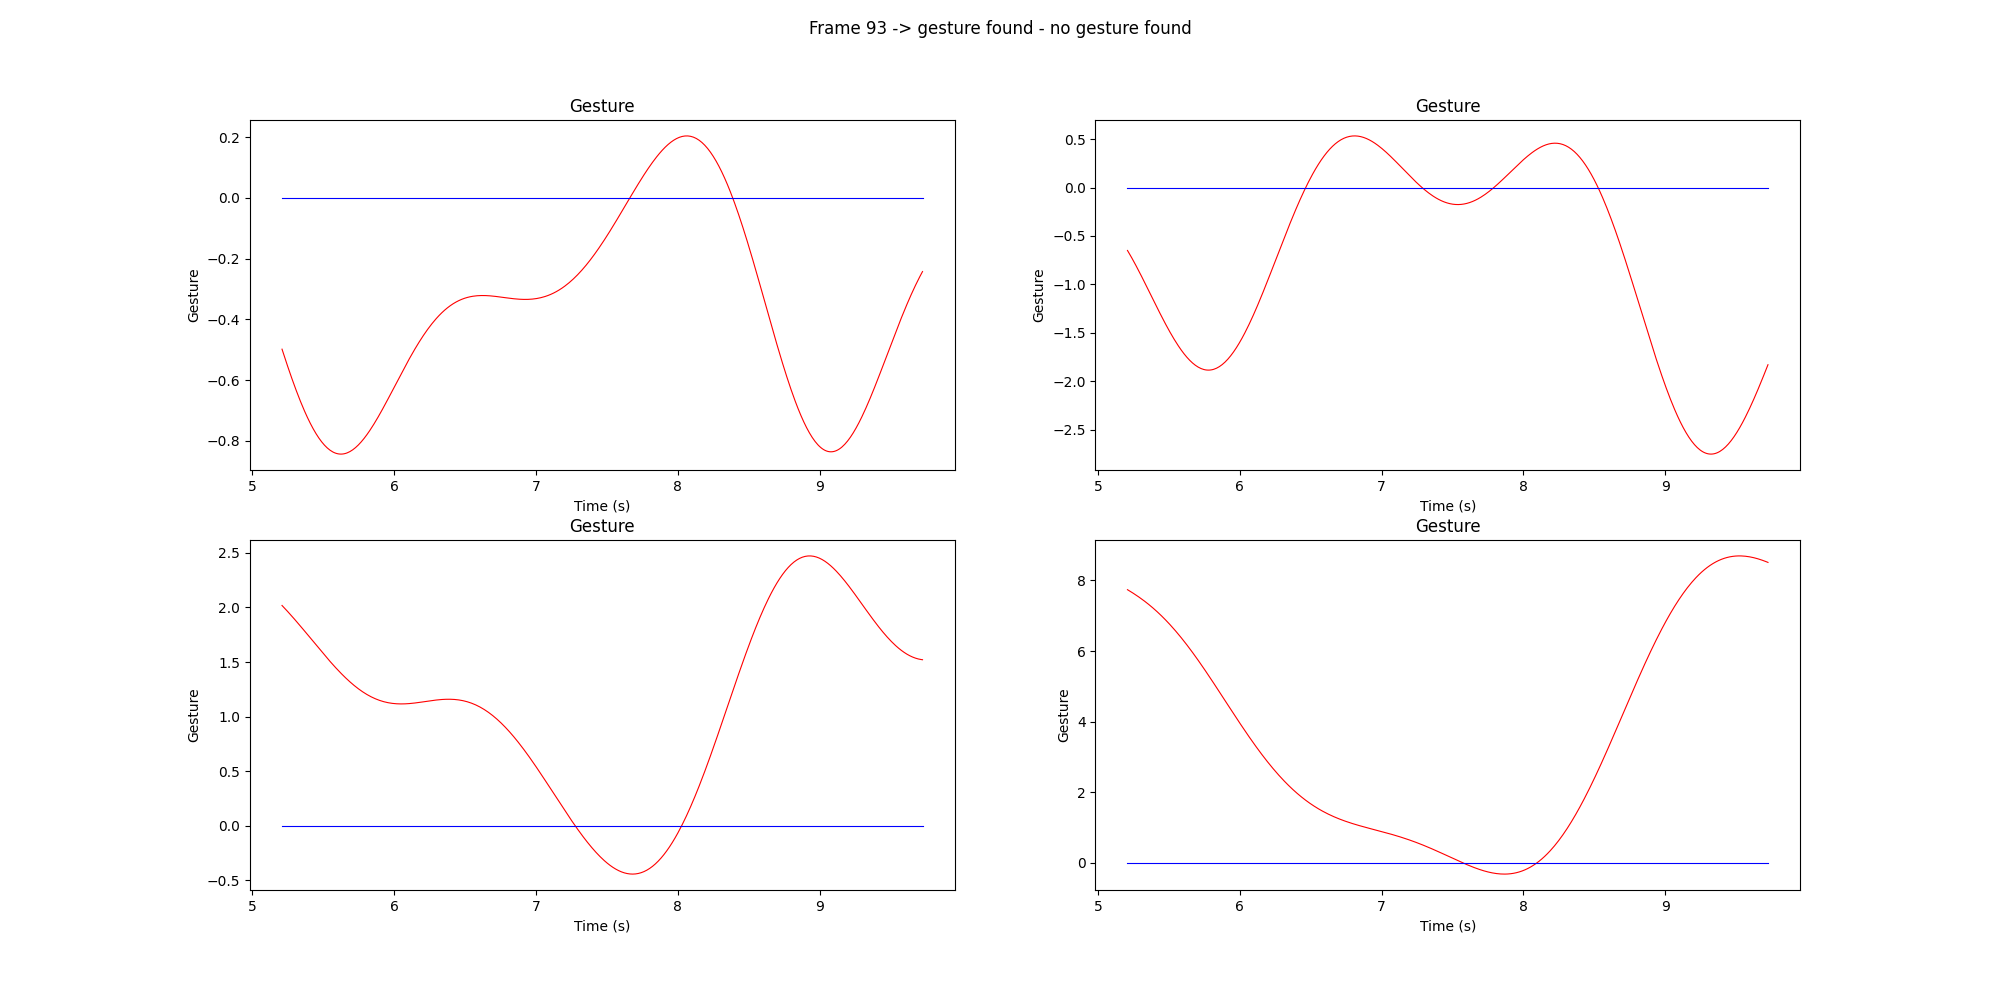 Frame 93 -> gesture found - no gesture found
Gesture
0.2
0.0
−0.2
−0.4
−0.6
−0.8
Gesture
5 6 7 8 9
Time (s)
Gesture
0.5
0.0
−0.5
−1.0
−1.5
−2.0
−2.5
Gesture
5 6 7 8 9
Time (s)
Gesture
2.5
2.0
1.5
1.0
0.5
0.0
−0.5
Gesture
5 6 7 8 9
Time (s)
Gesture
8
6
4
2
0
Gesture
5 6 7 8 9
Time (s)